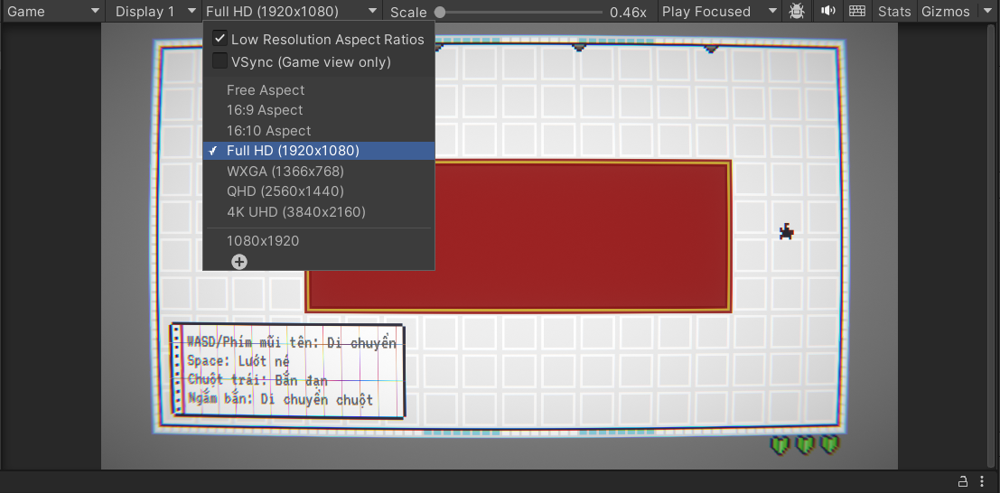 Game Display 1 Full HD (1920x1080) Scale 0.46x Play Focused Stats Gizmos
Low Resolution Aspect Ratios
VSync (Game view only)
Free Aspect
16:9 Aspect
16:10 Aspect
Full HD (1920x1080)
WXGA (1366x768)
QHD (2560x1440)
4K UHD (3840x2160)
1080x1920
WASD/Phím mũi tên: Di chuyển
Space: Lướt né
Chuột trái: Bắn đạn
Ngắm bắn: Di chuyển chuột